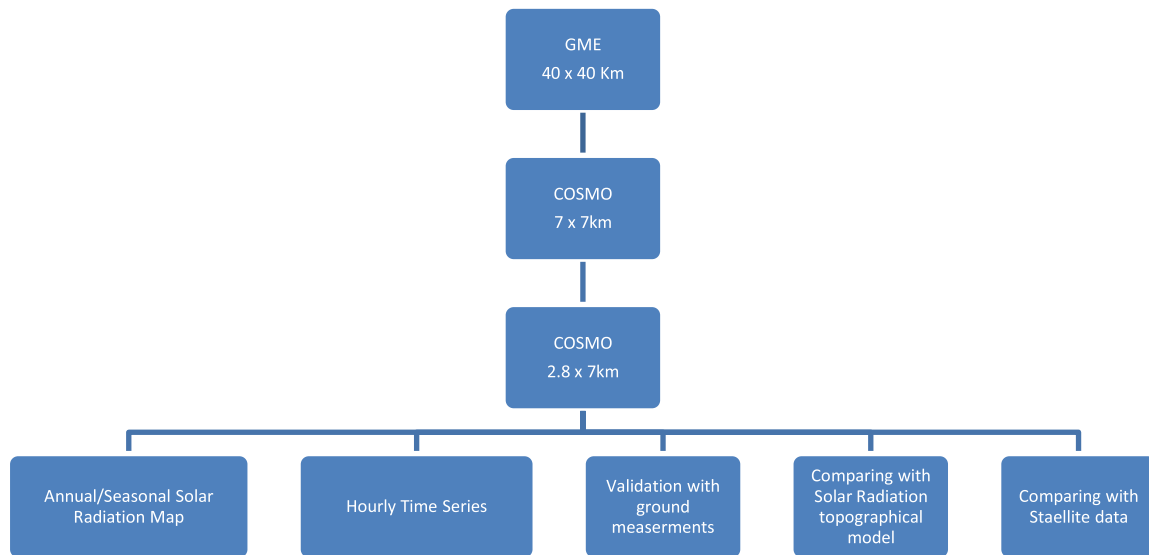 GME
40 x 40 Km
COSMO
7 x 7km
COSMO
2.8 x 7km
Annual/Seasonal Solar
Radiation Map
Hourly Time Series
Validation with
ground
measerments
Comparing with
Solar Radiation
topographical
model
Comparing with
Staellite data